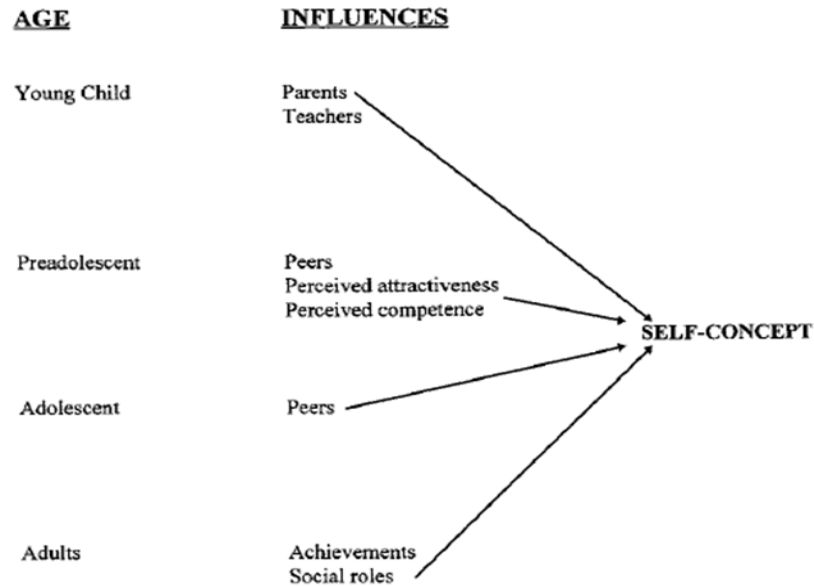 AGE INFLUENCES
Young Child Parents
Teachers
Preadolescent Peers
Perceived attractiveness
Perceived competence
SELF-CONCEPT
Adolescent Peers
Adults Achievements
Social roles